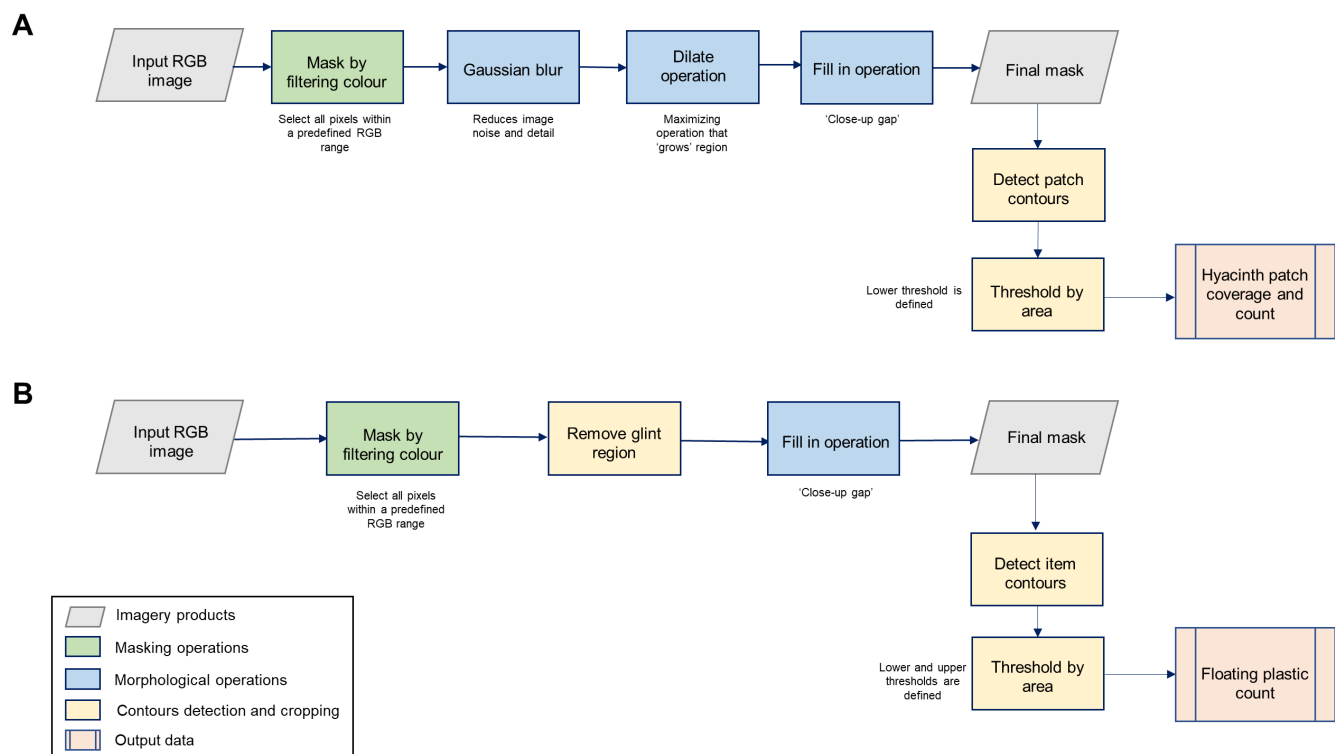 A
Input RGB
image
Mask by
filtering colour
Select all pixels within
a predefined RGB
range
Gaussian blur
Reduces image
noise and detail
Dilate
operation
Maximizing
operation that
‘grows’ region
Fill in operation
‘Close-up gap’
Final mask
Detect patch
contours
Lower threshold is
defined
Threshold by
area
Hyacinth patch
coverage and
count
B
Input RGB
image
Mask by
filtering colour
Select all pixels
within a predefined
RGB range
Remove glint
region
Fill in operation
‘Close-up gap’
Final mask
Detect item
contours
Lower and upper
thresholds are
defined
Threshold by
area
Floating plastic
count
Imagery products
Masking operations
Morphological operations
Contours detection and cropping
Output data